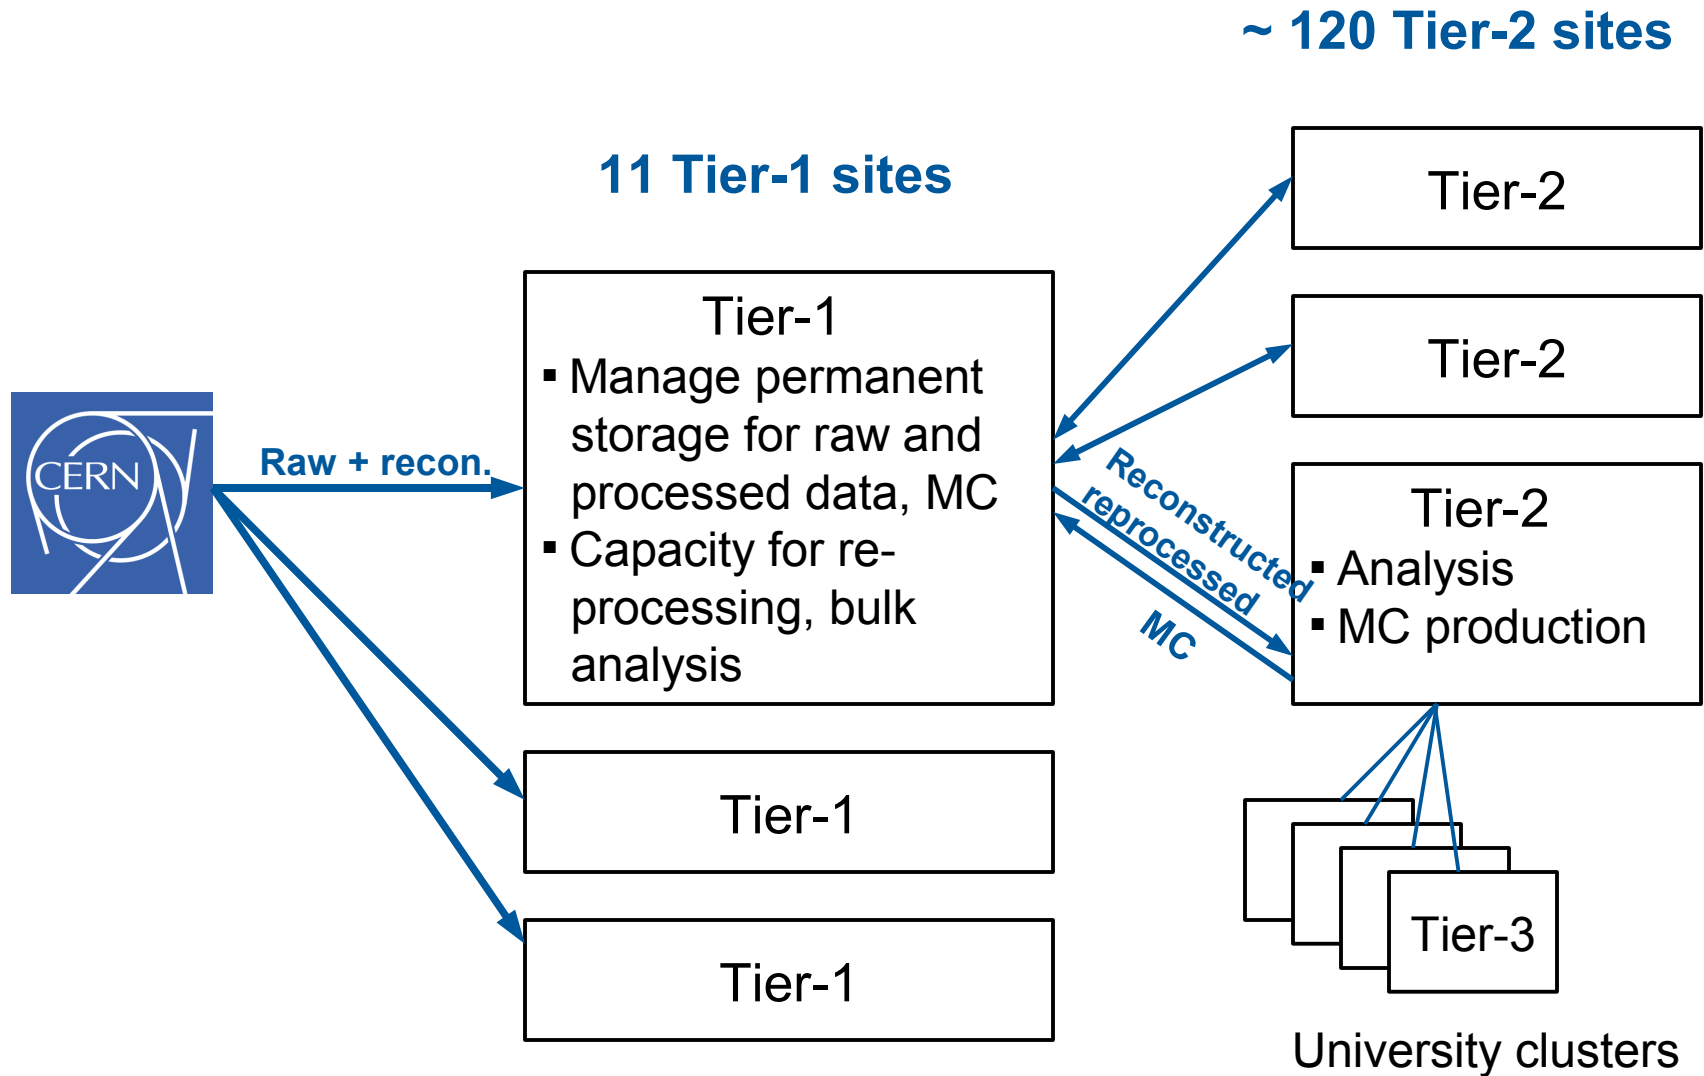 ~ 120 Tier-2 sites
11 Tier-1 sites
CERN
Raw + recon.
Tier-1
▪ Manage permanent
storage for raw and
processed data, MC
▪ Capacity for re-
processing, bulk
analysis
Tier-1
Tier-1
Tier-2
Tier-2
Reconstructed
reprocessed
MC
Tier-2
▪ Analysis
▪ MC production
Tier-3
University clusters